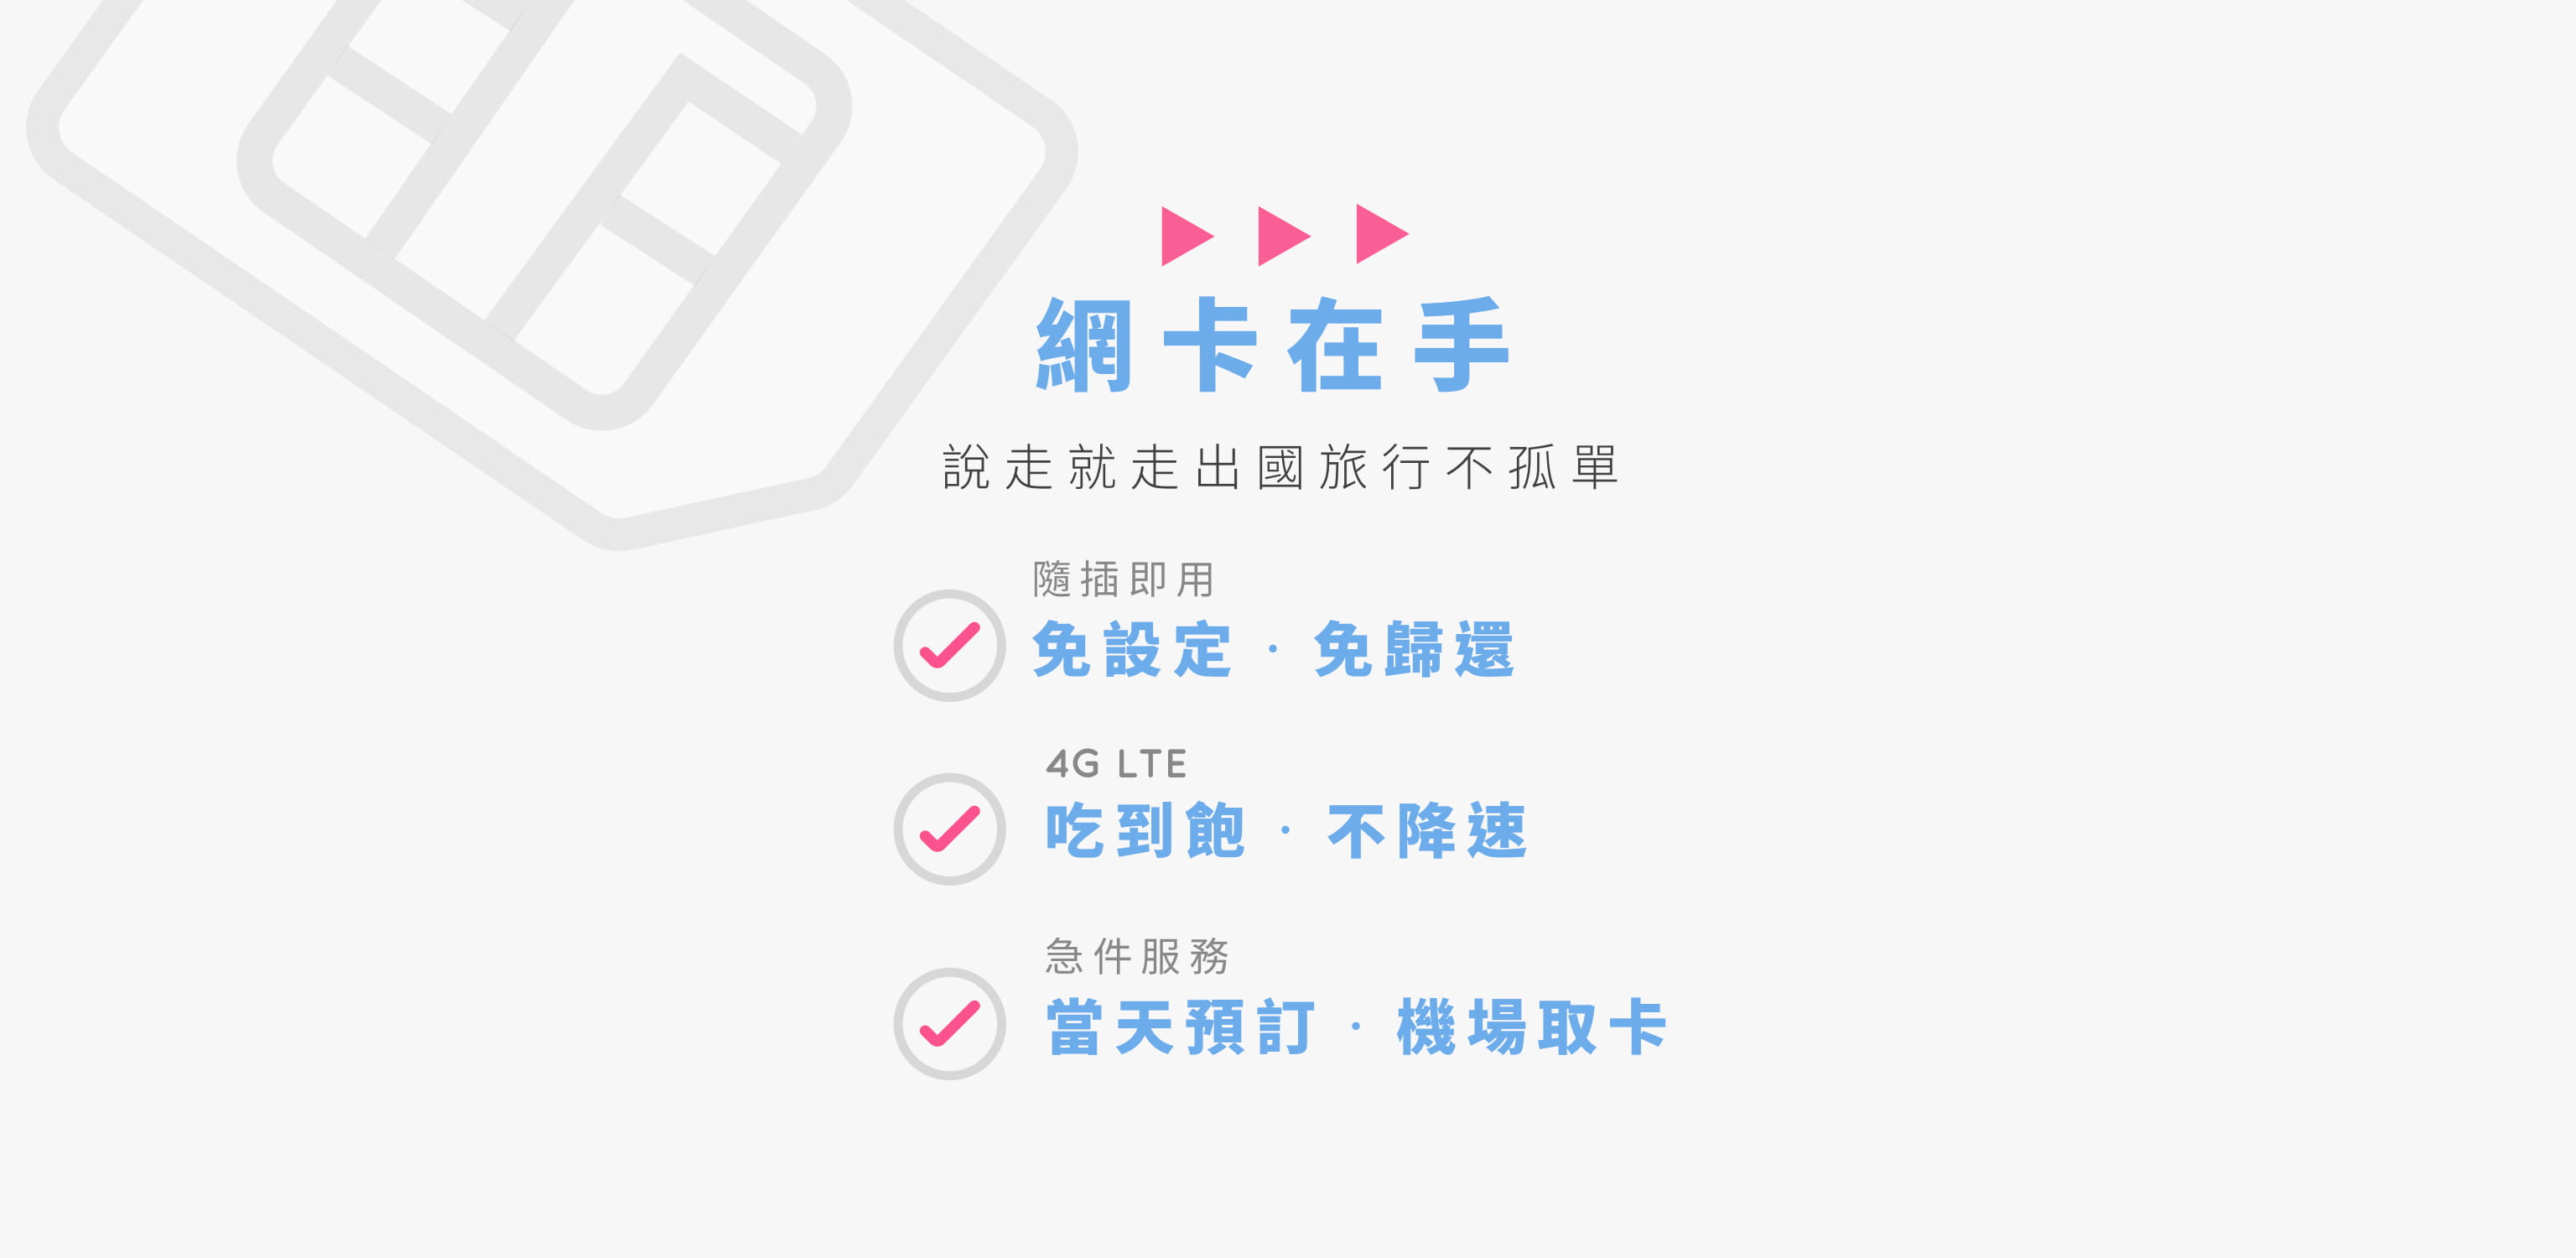 網卡在手
說走就走出國旅行不孤單
隨插即用
免設定．免歸還
4G LTE
吃到飽．不降速
急件服務
當天預訂．機場取卡